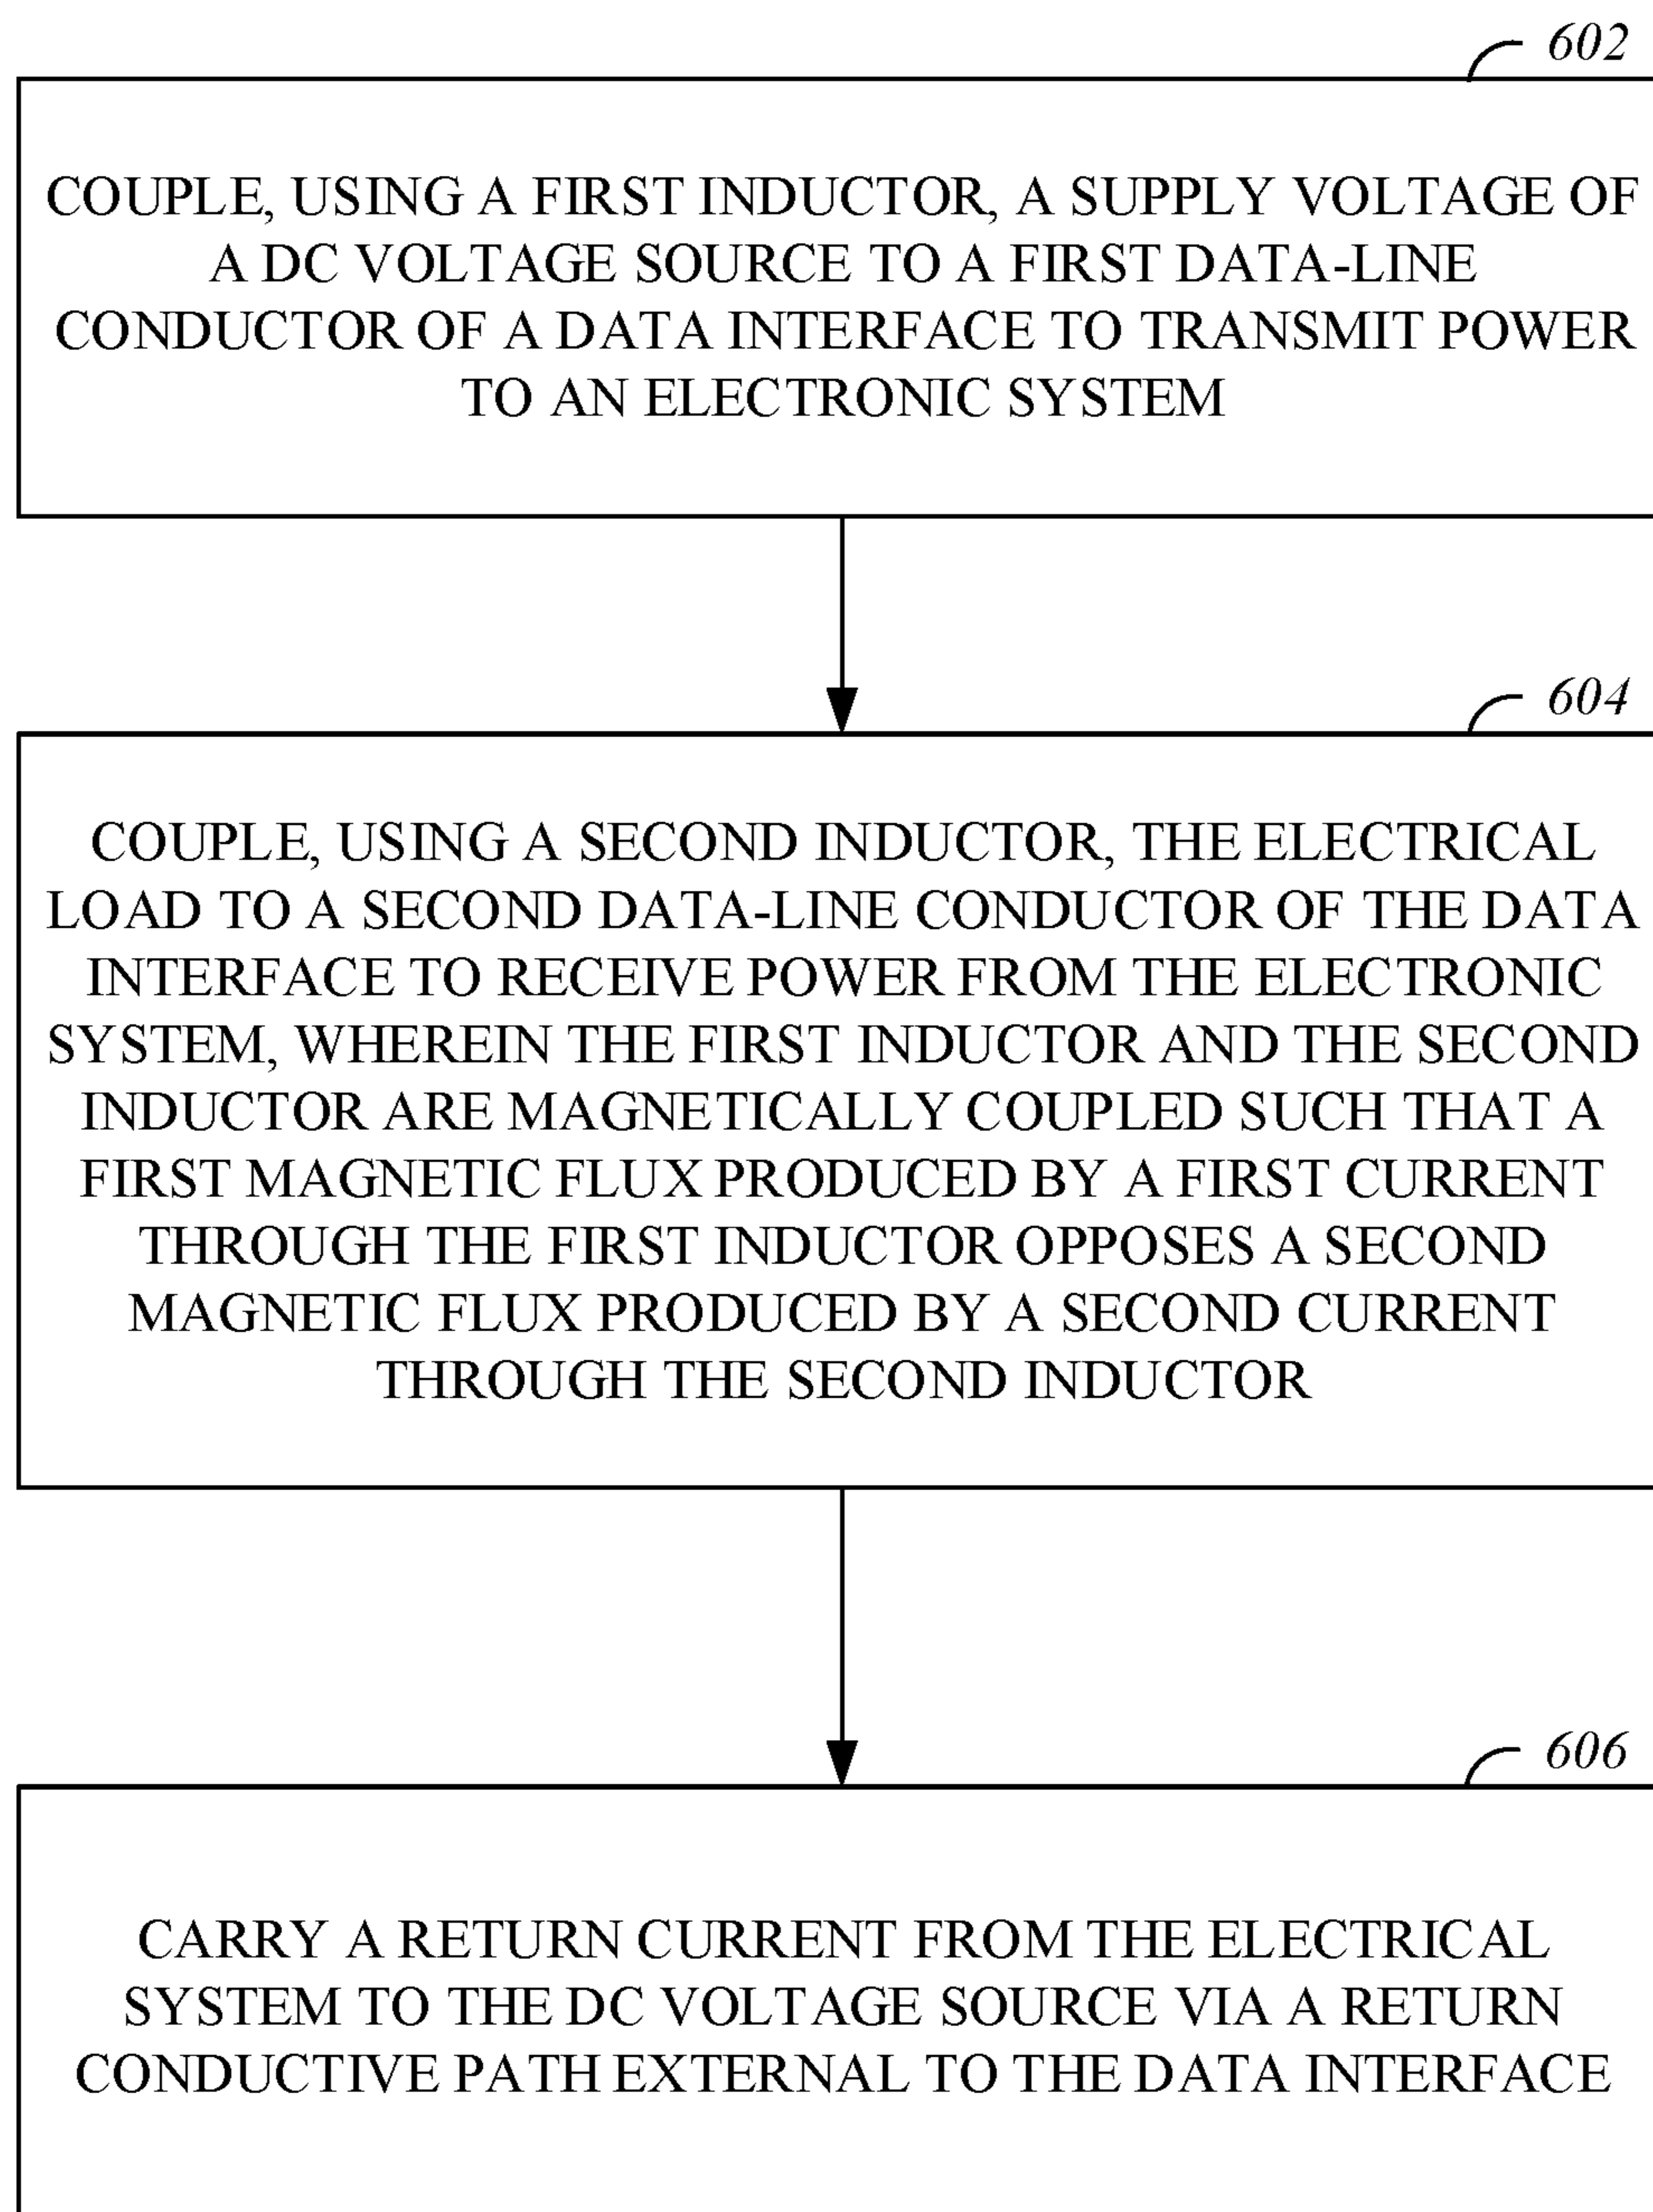 602
COUPLE, USING A FIRST INDUCTOR, A SUPPLY VOLTAGE OF
A DC VOLTAGE SOURCE TO A FIRST DATA-LINE
CONDUCTOR OF A DATA INTERFACE TO TRANSMIT POWER
TO AN ELECTRONIC SYSTEM
604
COUPLE, USING A SECOND INDUCTOR, THE ELECTRICAL
LOAD TO A SECOND DATA-LINE CONDUCTOR OF THE DATA
INTERFACE TO RECEIVE POWER FROM THE ELECTRONIC
SYSTEM, WHEREIN THE FIRST INDUCTOR AND THE SECOND
INDUCTOR ARE MAGNETICALLY COUPLED SUCH THAT A
FIRST MAGNETIC FLUX PRODUCED BY A FIRST CURRENT
THROUGH THE FIRST INDUCTOR OPPOSES A SECOND
MAGNETIC FLUX PRODUCED BY A SECOND CURRENT
THROUGH THE SECOND INDUCTOR
606
CARRY A RETURN CURRENT FROM THE ELECTRICAL
SYSTEM TO THE DC VOLTAGE SOURCE VIA A RETURN
CONDUCTIVE PATH EXTERNAL TO THE DATA INTERFACE